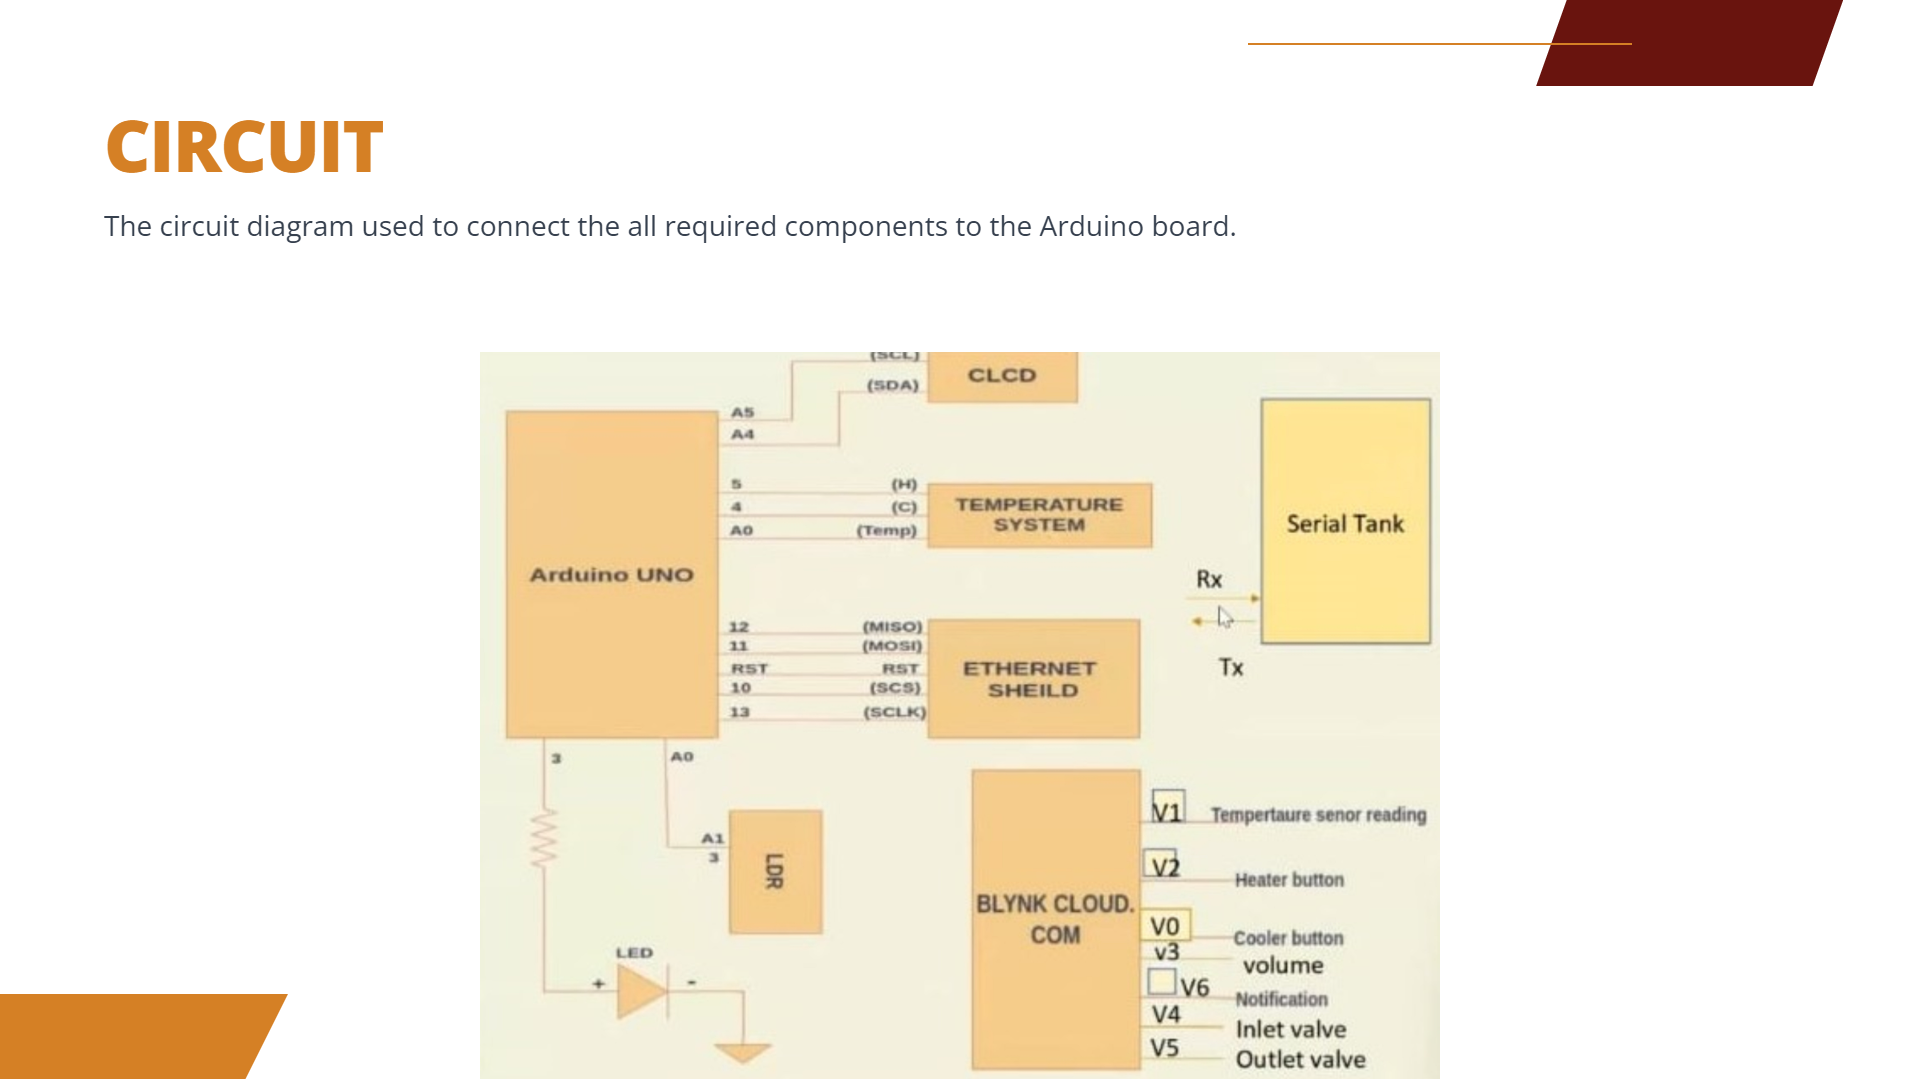 CIRCUIT
The circuit diagram used to connect the all required components to the Arduino board.
(SCL)
CLCD
(SDA)
A5
A4
5 (H)
4 (C)
A0 (Temp)
TEMPERATURE
SYSTEM
Serial Tank
Arduino UNO
Rx
Tx
12 (MISO)
11 (MOSI)
RST RST
10 (SCS)
13 (SCLK)
ETHERNET
SHEILD
3
A0
A1
3
LDR
LED
+ -
BLYNK CLOUD.
COM
V1 Tempertaure senor reading
V2 Heater button
V0 Cooler button
v3 volume
V6 Notification
V4 Inlet valve
V5 Outlet valve